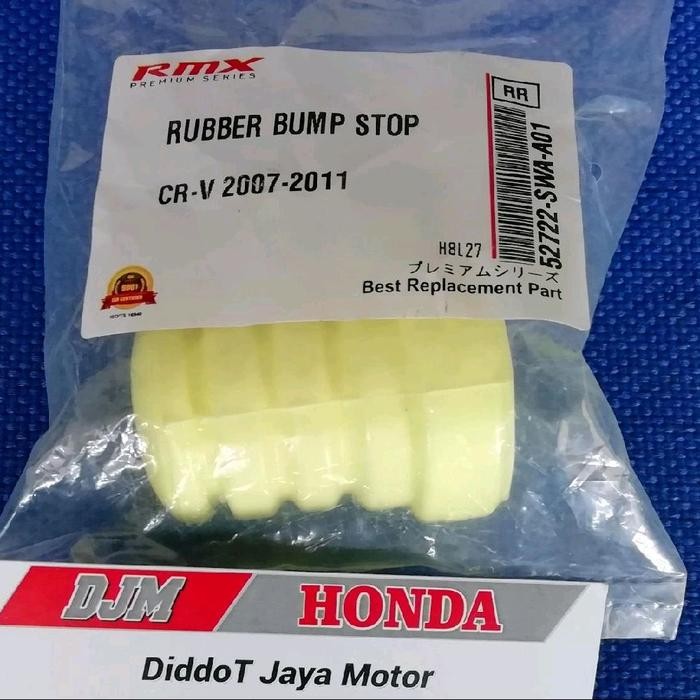 RMX
PREMIUM SERIES
RR
RUBBER BUMP STOP
CR-V 2007-2011
52722-SWA-A01
H8L27
プレミアムシリーズ
Best Replacement Part
9001
DJM
HONDA
DiddoT Jaya Motor